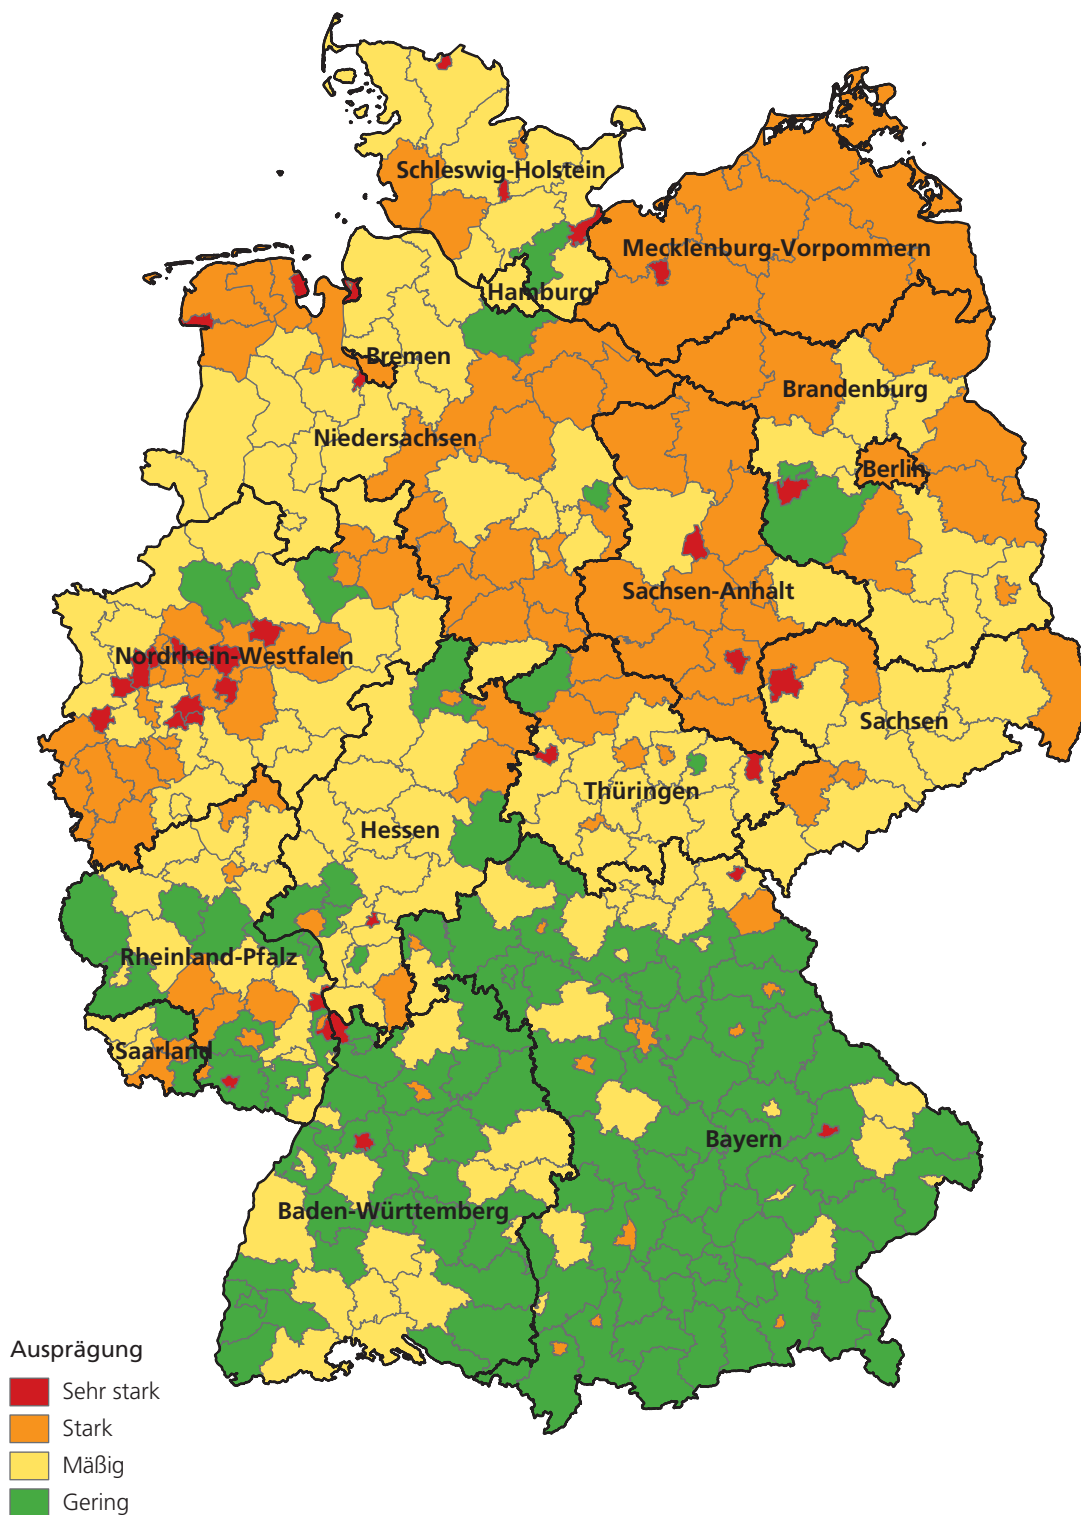 Schleswig-Holstein
Mecklenburg-Vorpommern
Hamburg
Bremen
Brandenburg
Niedersachsen
Berlin
Sachsen-Anhalt
Nordrhein-Westfalen
Sachsen
Thüringen
Hessen
Rheinland-Pfalz
Saarland
Bayern
Baden-Württemberg
Ausprägung
Sehr stark
Stark
Mäßig
Gering